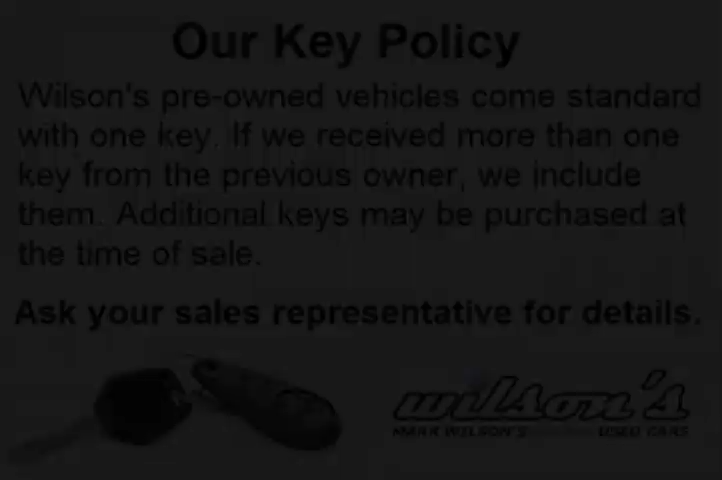 Our Key Policy
Wilson's pre-owned vehicles come standard
with one key. If we received more than one
key from the previous owner, we include
them. Additional keys may be purchased at
the time of sale.
Ask your sales representative for details.
wilson's
MARK WILSON'S USED CARS